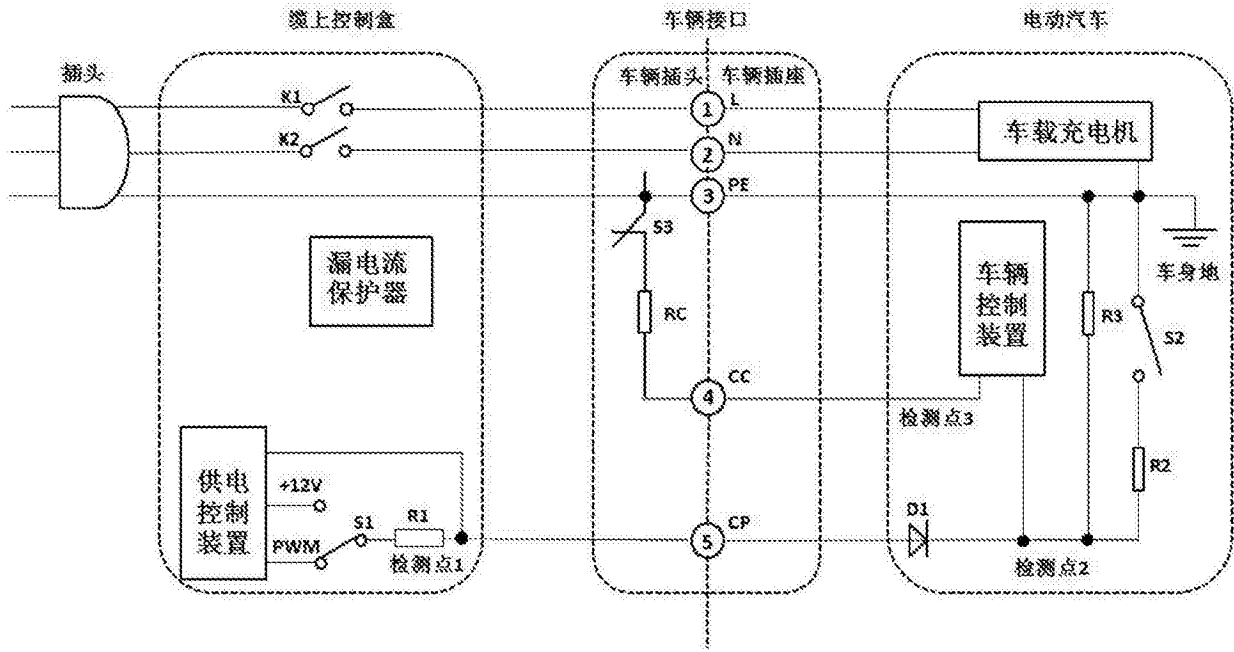 缆上控制盒
车辆接口
电动汽车
插头
车辆插头
车辆插座
K1
K2
1
L
2
N
3
PE
车载充电机
S3
漏电流
保护器
RC
车辆
控制
装置
R3
车身地
S2
4
CC
检测点3
供电
控制
装置
+12V
PWM
S1
R1
检测点1
5
CP
D1
R2
检测点2